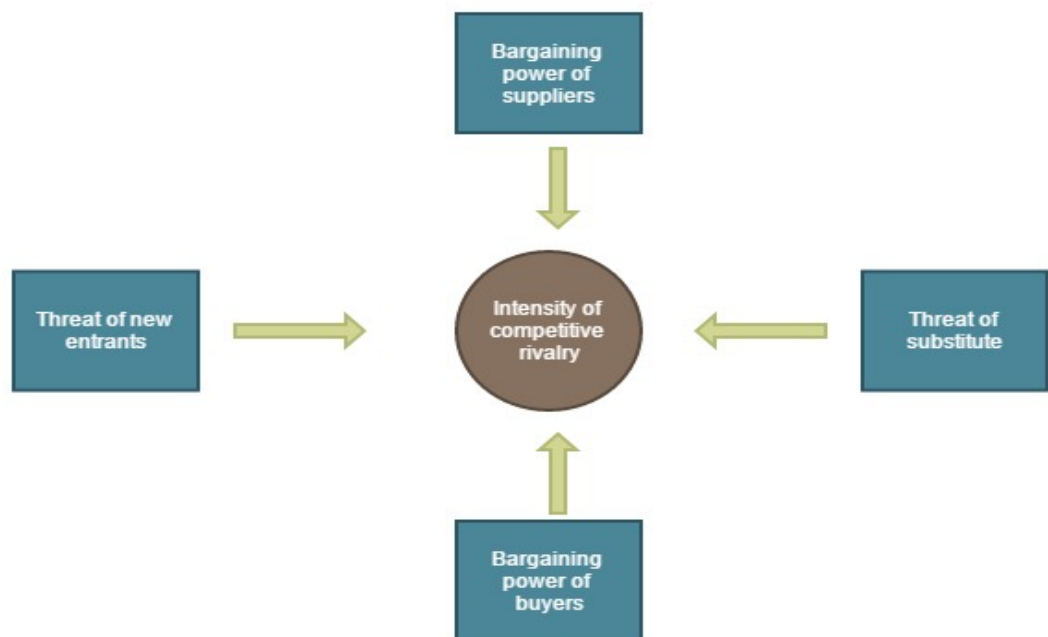 Bargaining
power of
suppliers
Threat of new
entrants
Intensity of
competitive
rivalry
Threat of
substitute
Bargaining
power of
buyers